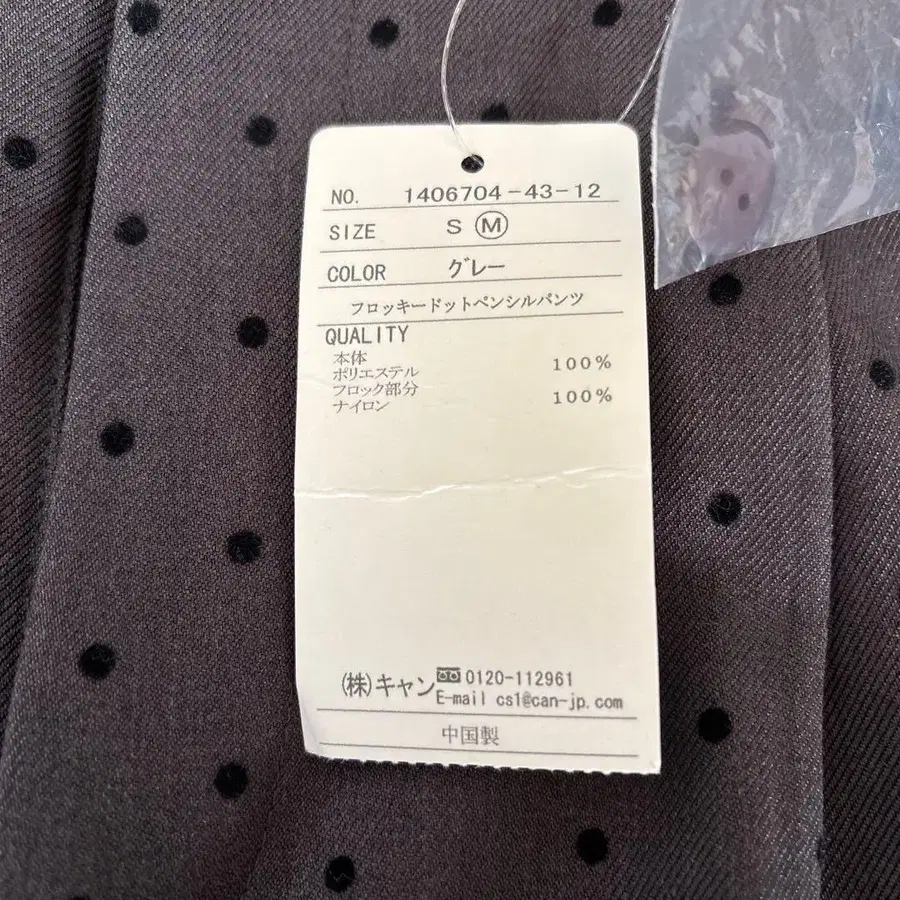 NO. 1406704-43-12
SIZE S Ⓜ
COLOR グレー
フロッキードットペンシルパンツ
QUALITY
本体
ポリエステル 100%
フロック部分
ナイロン 100%
(株)キャン 0120-112961
E-mail cs1@can-jp.com
中国製